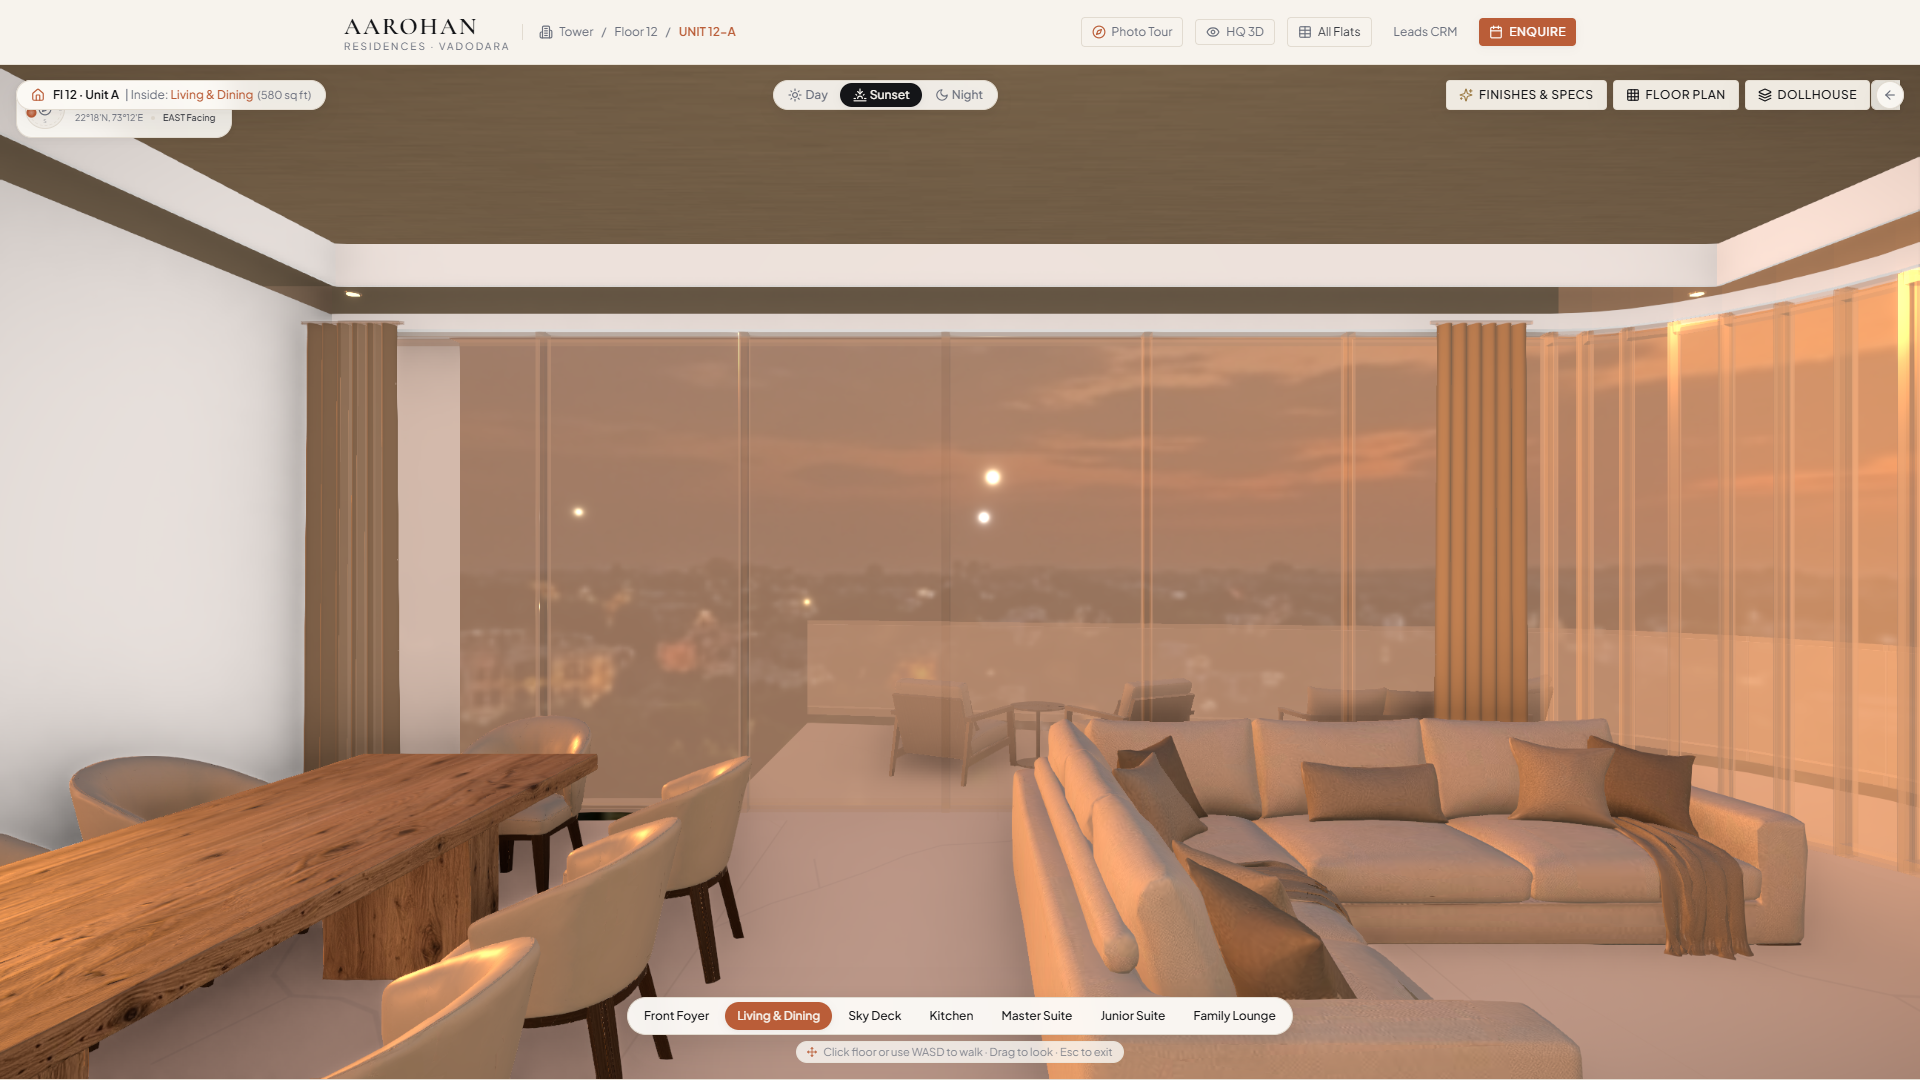 AAROHAN
RESIDENCES · VADODARA
Tower / Floor 12 / UNIT 12-A
Photo Tour
HQ 3D
All Flats
Leads CRM
ENQUIRE
Fl 12 · Unit A | Inside: Living & Dining (580 sq ft)
22°18'N, 73°12'E EAST Facing
Day
Sunset
Night
FINISHES & SPECS
FLOOR PLAN
DOLLHOUSE
Front Foyer
Living & Dining
Sky Deck
Kitchen
Master Suite
Junior Suite
Family Lounge
Click floor or use WASD to walk · Drag to look · Esc to exit